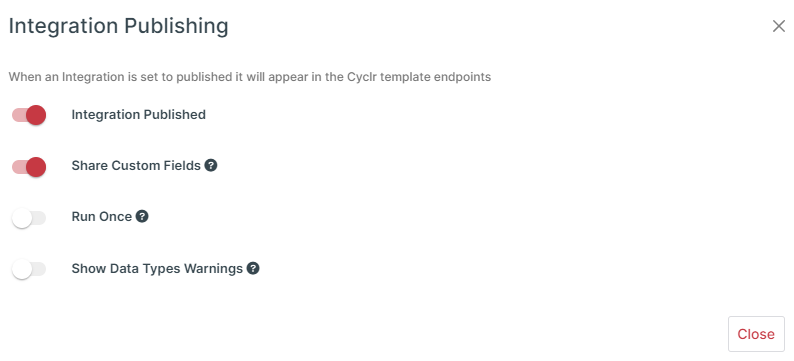 Integration Publishing
When an Integration is set to published it will appear in the Cyclr template endpoints
Integration Published
Share Custom Fields ?
Run Once ?
Show Data Types Warnings ?
Close